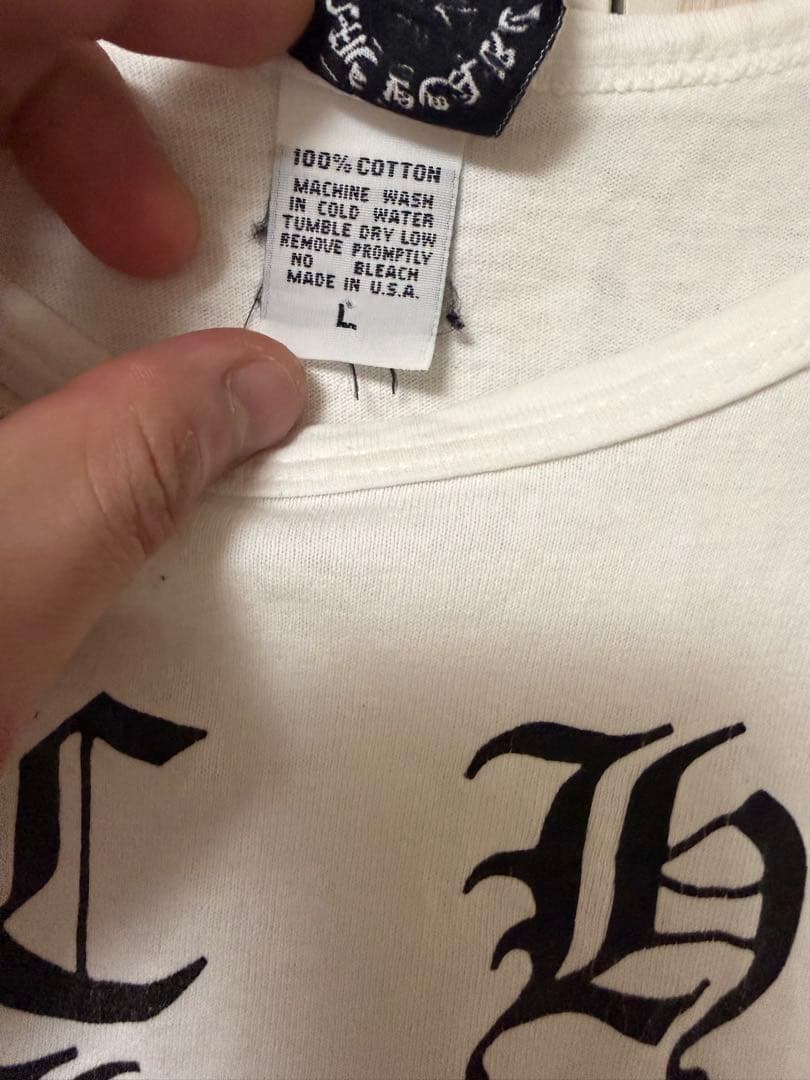 100% COTTON
MACHINE WASH
IN COLD WATER
TUMBLE DRY LOW
REMOVE PROMPTLY
NO BLEACH
MADE IN U.S.A.
L
C H